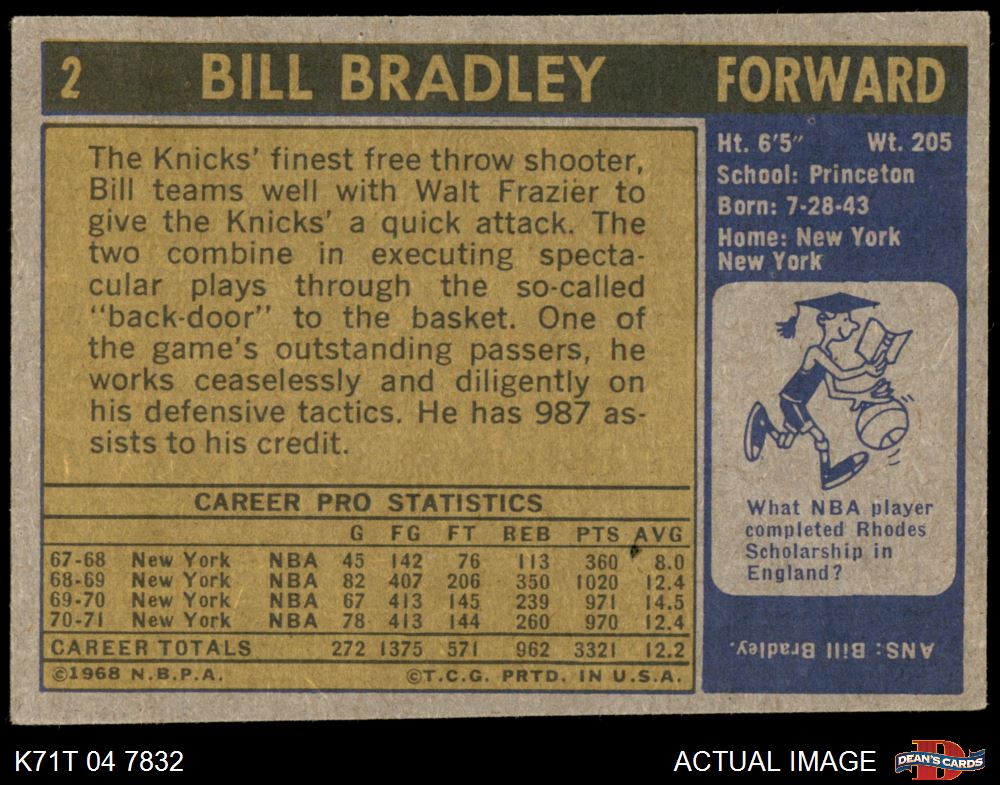 2 BILL BRADLEY FORWARD
The Knicks' finest free throw shooter,
Bill teams well with Walt Frazier to
give the Knicks' a quick attack. The
two combine in executing specta-
cular plays through the so-called
"back-door" to the basket. One of
the game's outstanding passers, he
works ceaselessly and diligently on
his defensive tactics. He has 987 as-
sists to his credit.
CAREER PRO STATISTICS
G FG FT REB PTS AVG
67-68 New York NBA 45 142 76 113 360 8.0
68-69 New York NBA 82 407 206 350 1020 12.4
69-70 New York NBA 67 413 145 239 971 14.5
70-71 New York NBA 78 413 144 260 970 12.4
CAREER TOTALS 272 1375 571 962 3321 12.2
©1968 N.B.P.A. ©T.C.G. PRTD. IN U.S.A.
Ht. 6'5" Wt. 205
School: Princeton
Born: 7-28-43
Home: New York
New York
What NBA player
completed Rhodes
Scholarship in
England?
ANS: Bill Bradley.
K71T 04 7832 ACTUAL IMAGE
D
DEAN'S CARDS